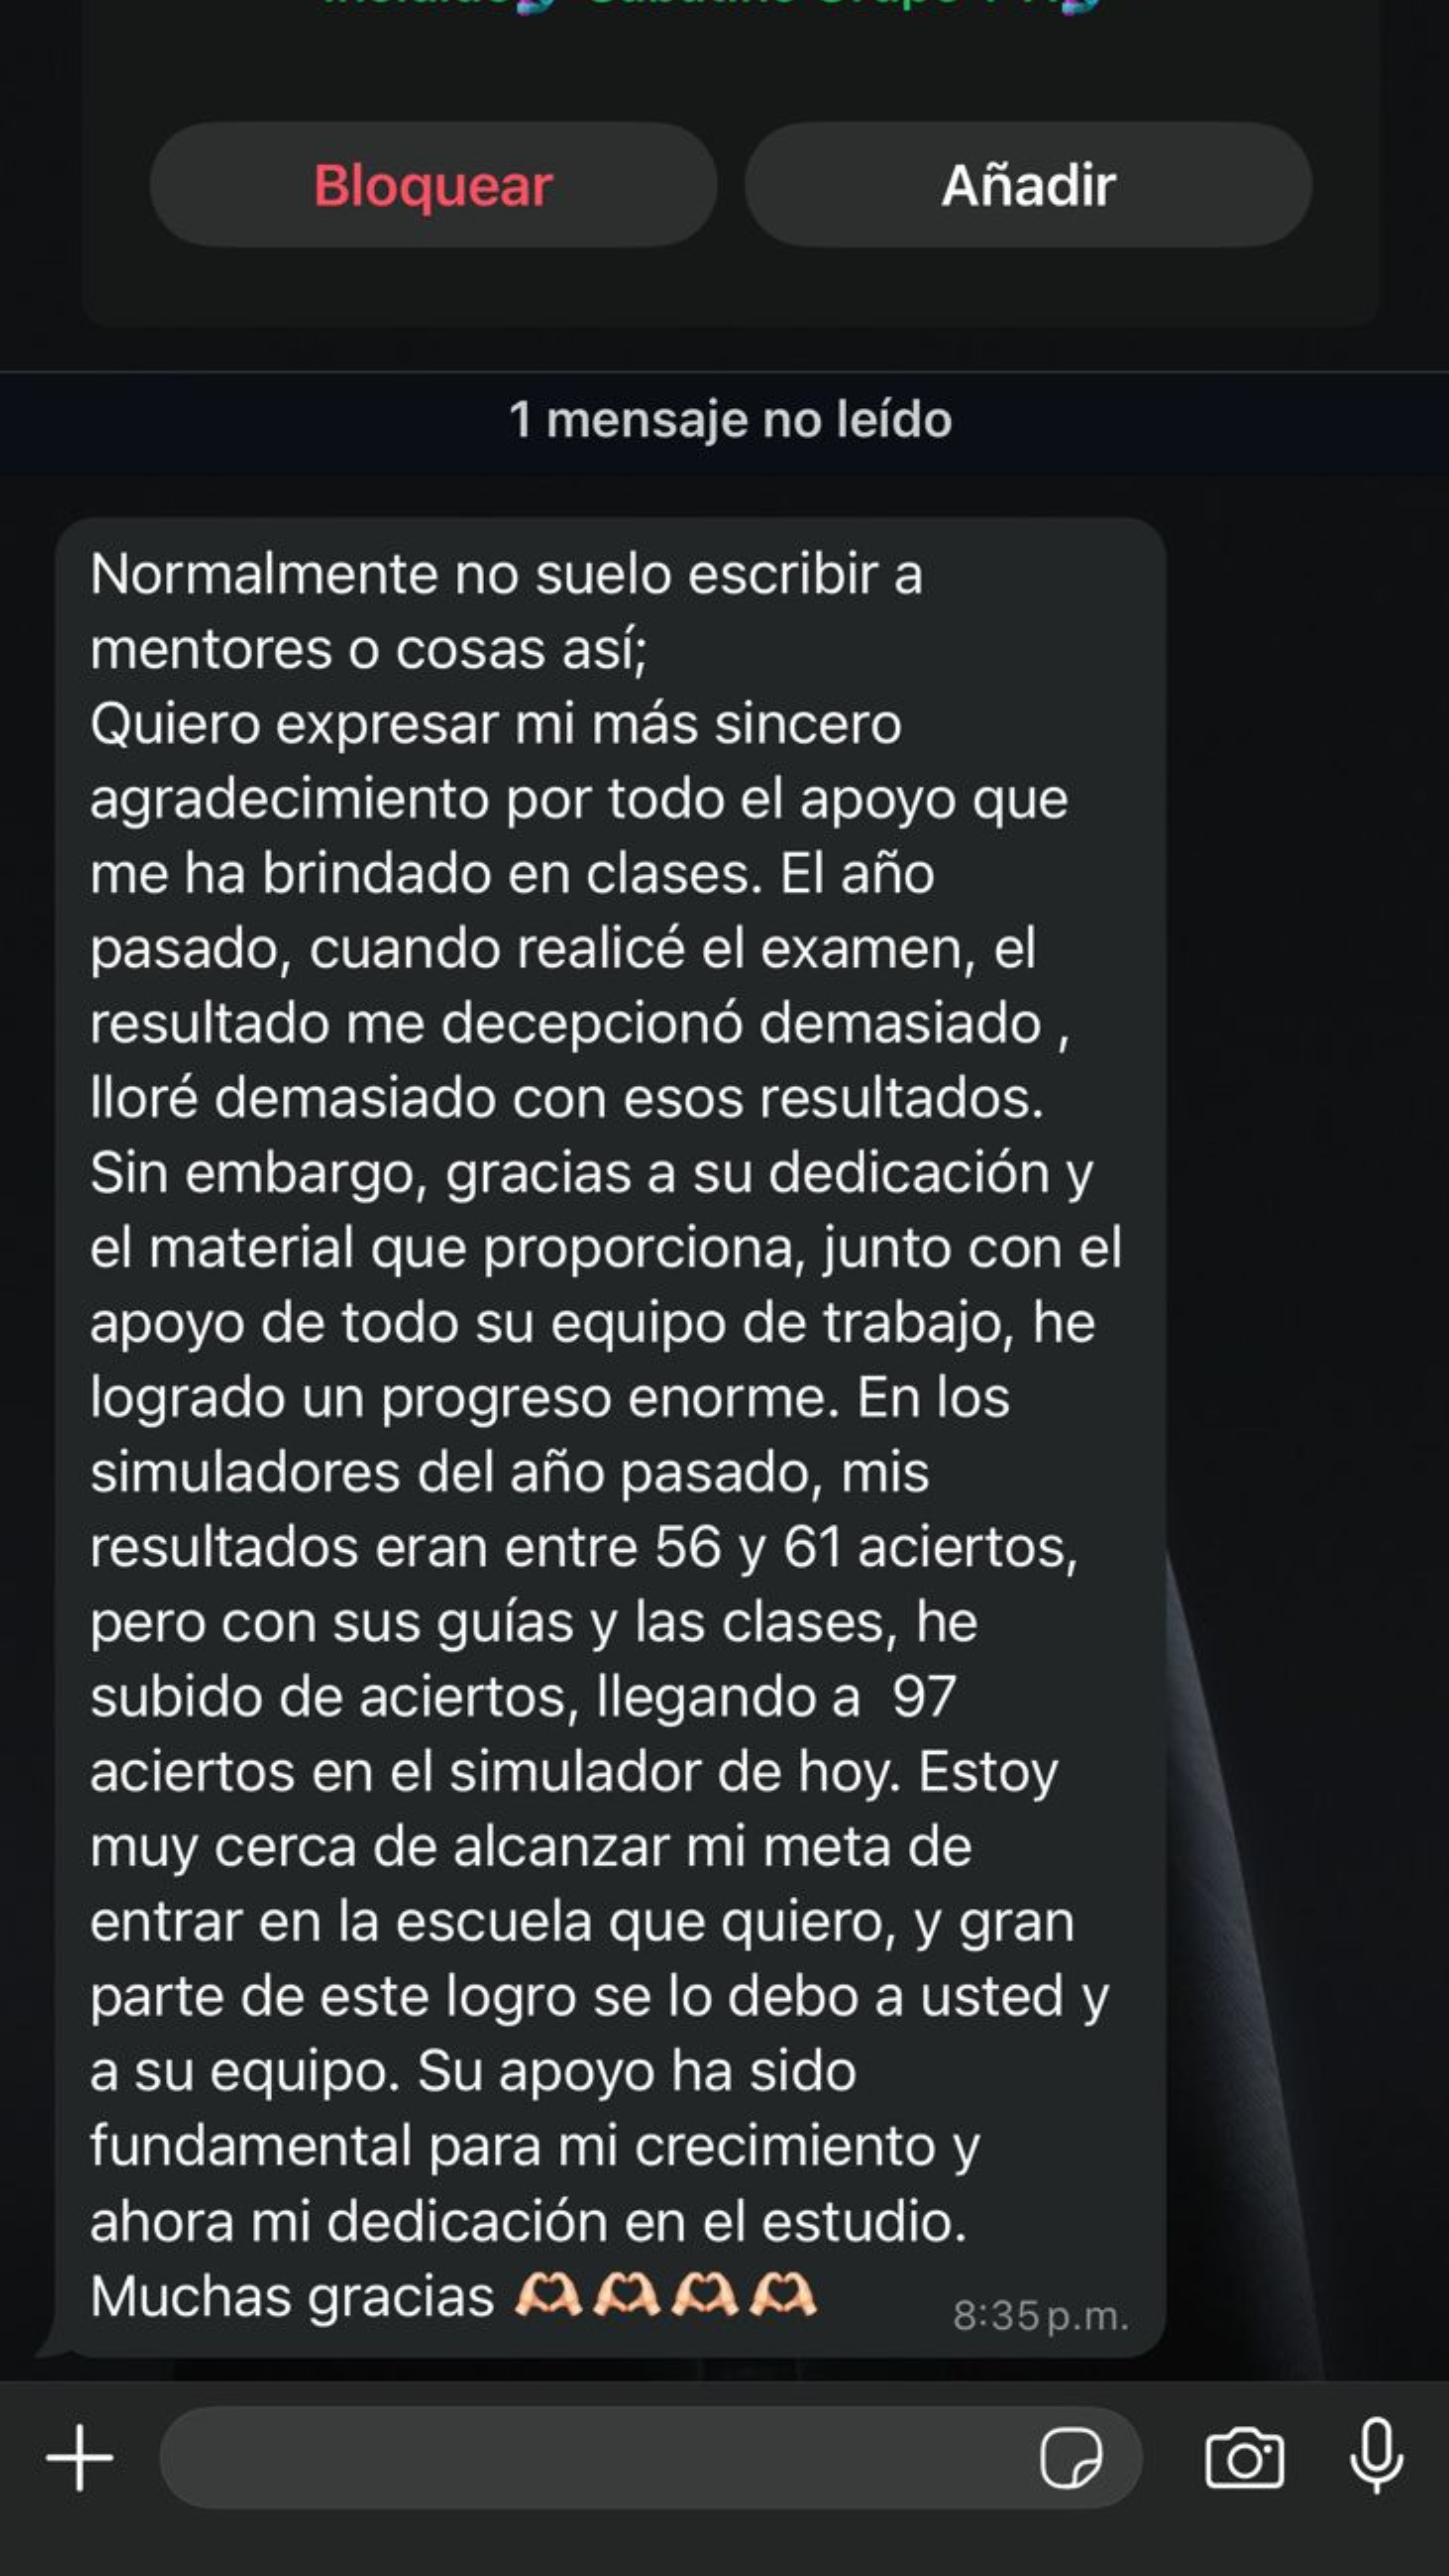 Bloquear
Añadir
1 mensaje no leído
Normalmente no suelo escribir a
mentores o cosas así;
Quiero expresar mi más sincero
agradecimiento por todo el apoyo que
me ha brindado en clases. El año
pasado, cuando realicé el examen, el
resultado me decepcionó demasiado ,
lloré demasiado con esos resultados.
Sin embargo, gracias a su dedicación y
el material que proporciona, junto con el
apoyo de todo su equipo de trabajo, he
logrado un progreso enorme. En los
simuladores del año pasado, mis
resultados eran entre 56 y 61 aciertos,
pero con sus guías y las clases, he
subido de aciertos, llegando a  97
aciertos en el simulador de hoy. Estoy
muy cerca de alcanzar mi meta de
entrar en la escuela que quiero, y gran
parte de este logro se lo debo a usted y
a su equipo. Su apoyo ha sido
fundamental para mi crecimiento y
ahora mi dedicación en el estudio.
Muchas gracias 🫶🏻🫶🏻🫶🏻🫶🏻
8:35 p.m.